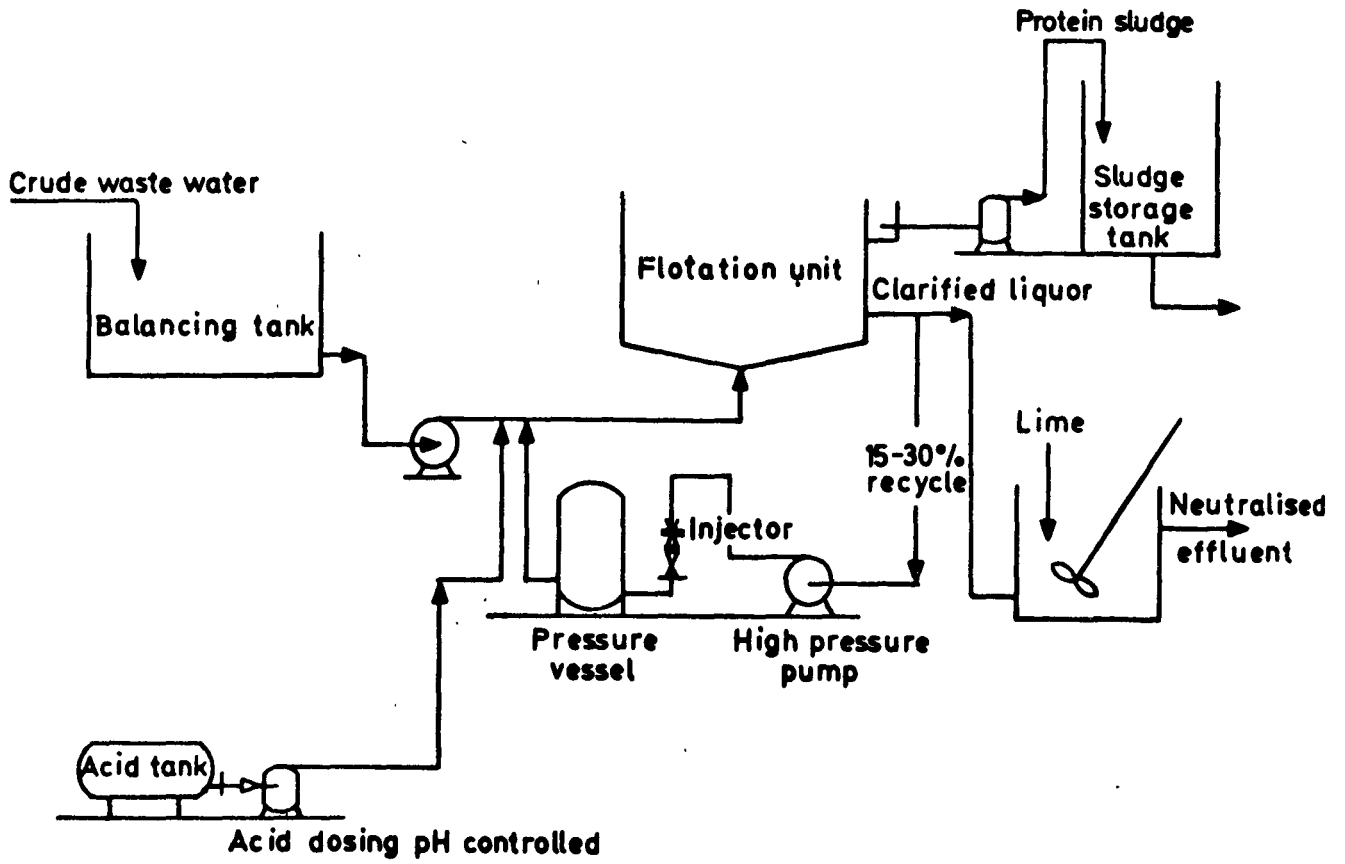 Protein sludge
Crude waste water
Sludge
storage
tank
Flotation unit
Clarified liquor
Balancing tank
Lime
15-30%
recycle
Neutralised
effluent
Injector
Pressure
vessel
High pressure
pump
Acid tank
Acid dosing pH controlled